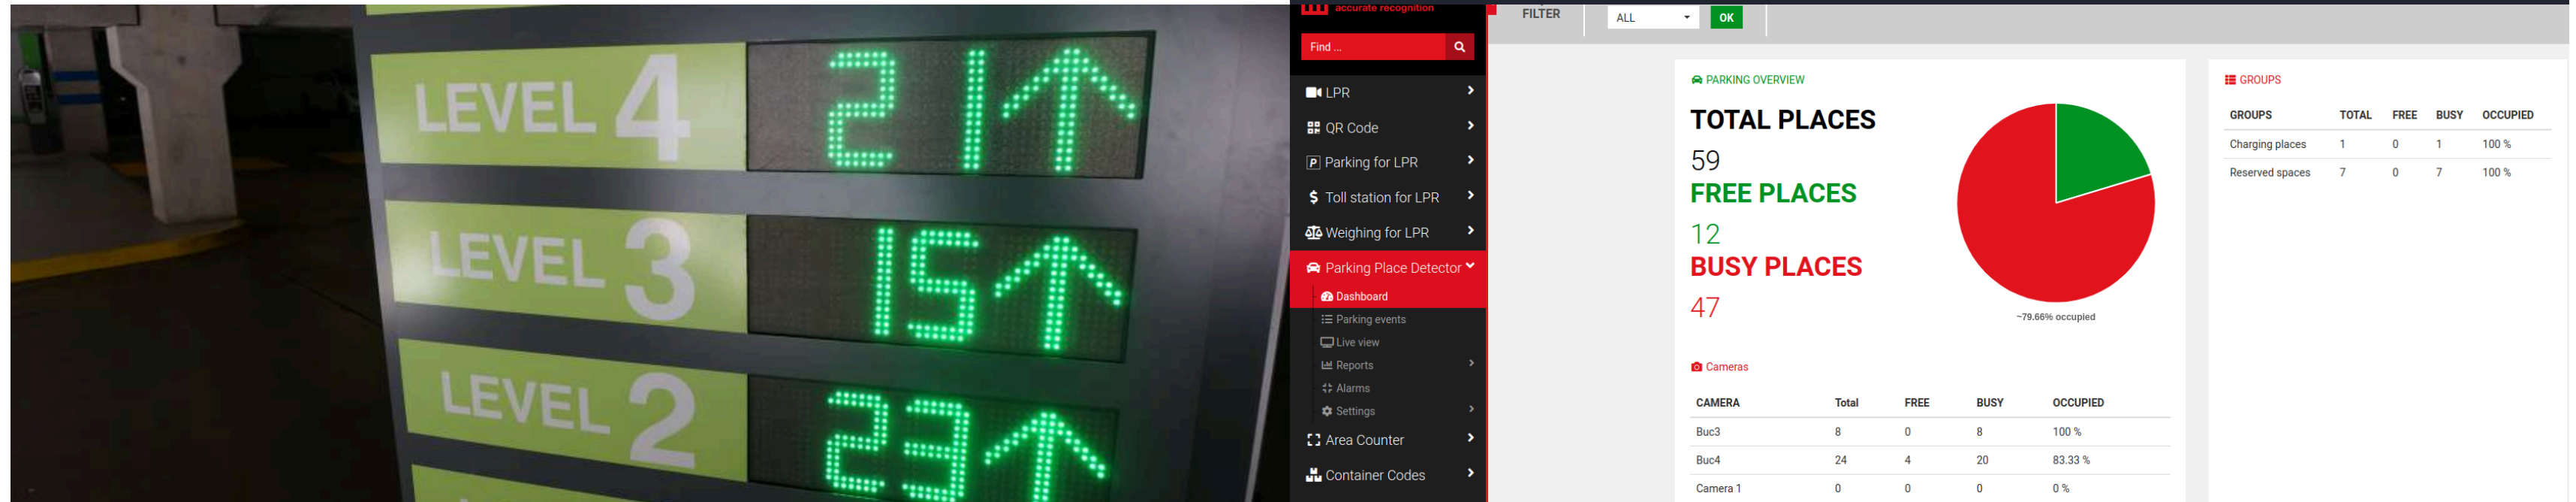 LEVEL 4 21↑
LEVEL 3 15↑
LEVEL 2 23↑
accurate recognition
Find ...
LPR
QR Code
Parking for LPR
Toll station for LPR
Weighing for LPR
Parking Place Detector
Dashboard
Parking events
Live view
Reports
Alarms
Settings
Area Counter
Container Codes
FILTER ALL OK
PARKING OVERVIEW
TOTAL PLACES
59
FREE PLACES
12
BUSY PLACES
47
~79.66% occupied
Cameras
CAMERA Total FREE BUSY OCCUPIED
Buc3 8 0 8 100 %
Buc4 24 4 20 83.33 %
Camera 1 0 0 0 0 %
GROUPS
GROUPS TOTAL FREE BUSY OCCUPIED
Charging places 1 0 1 100 %
Reserved spaces 7 0 7 100 %